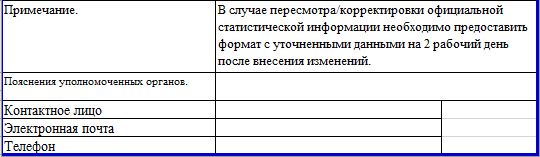 Примечание.
В случае пересмотра/корректировки официальной
статистической информации необходимо предоставить
формат с уточненными данными на 2 рабочий день
после внесения изменений.
Пояснения уполномоченных органов.
Контактное лицо
Электронная почта
Телефон